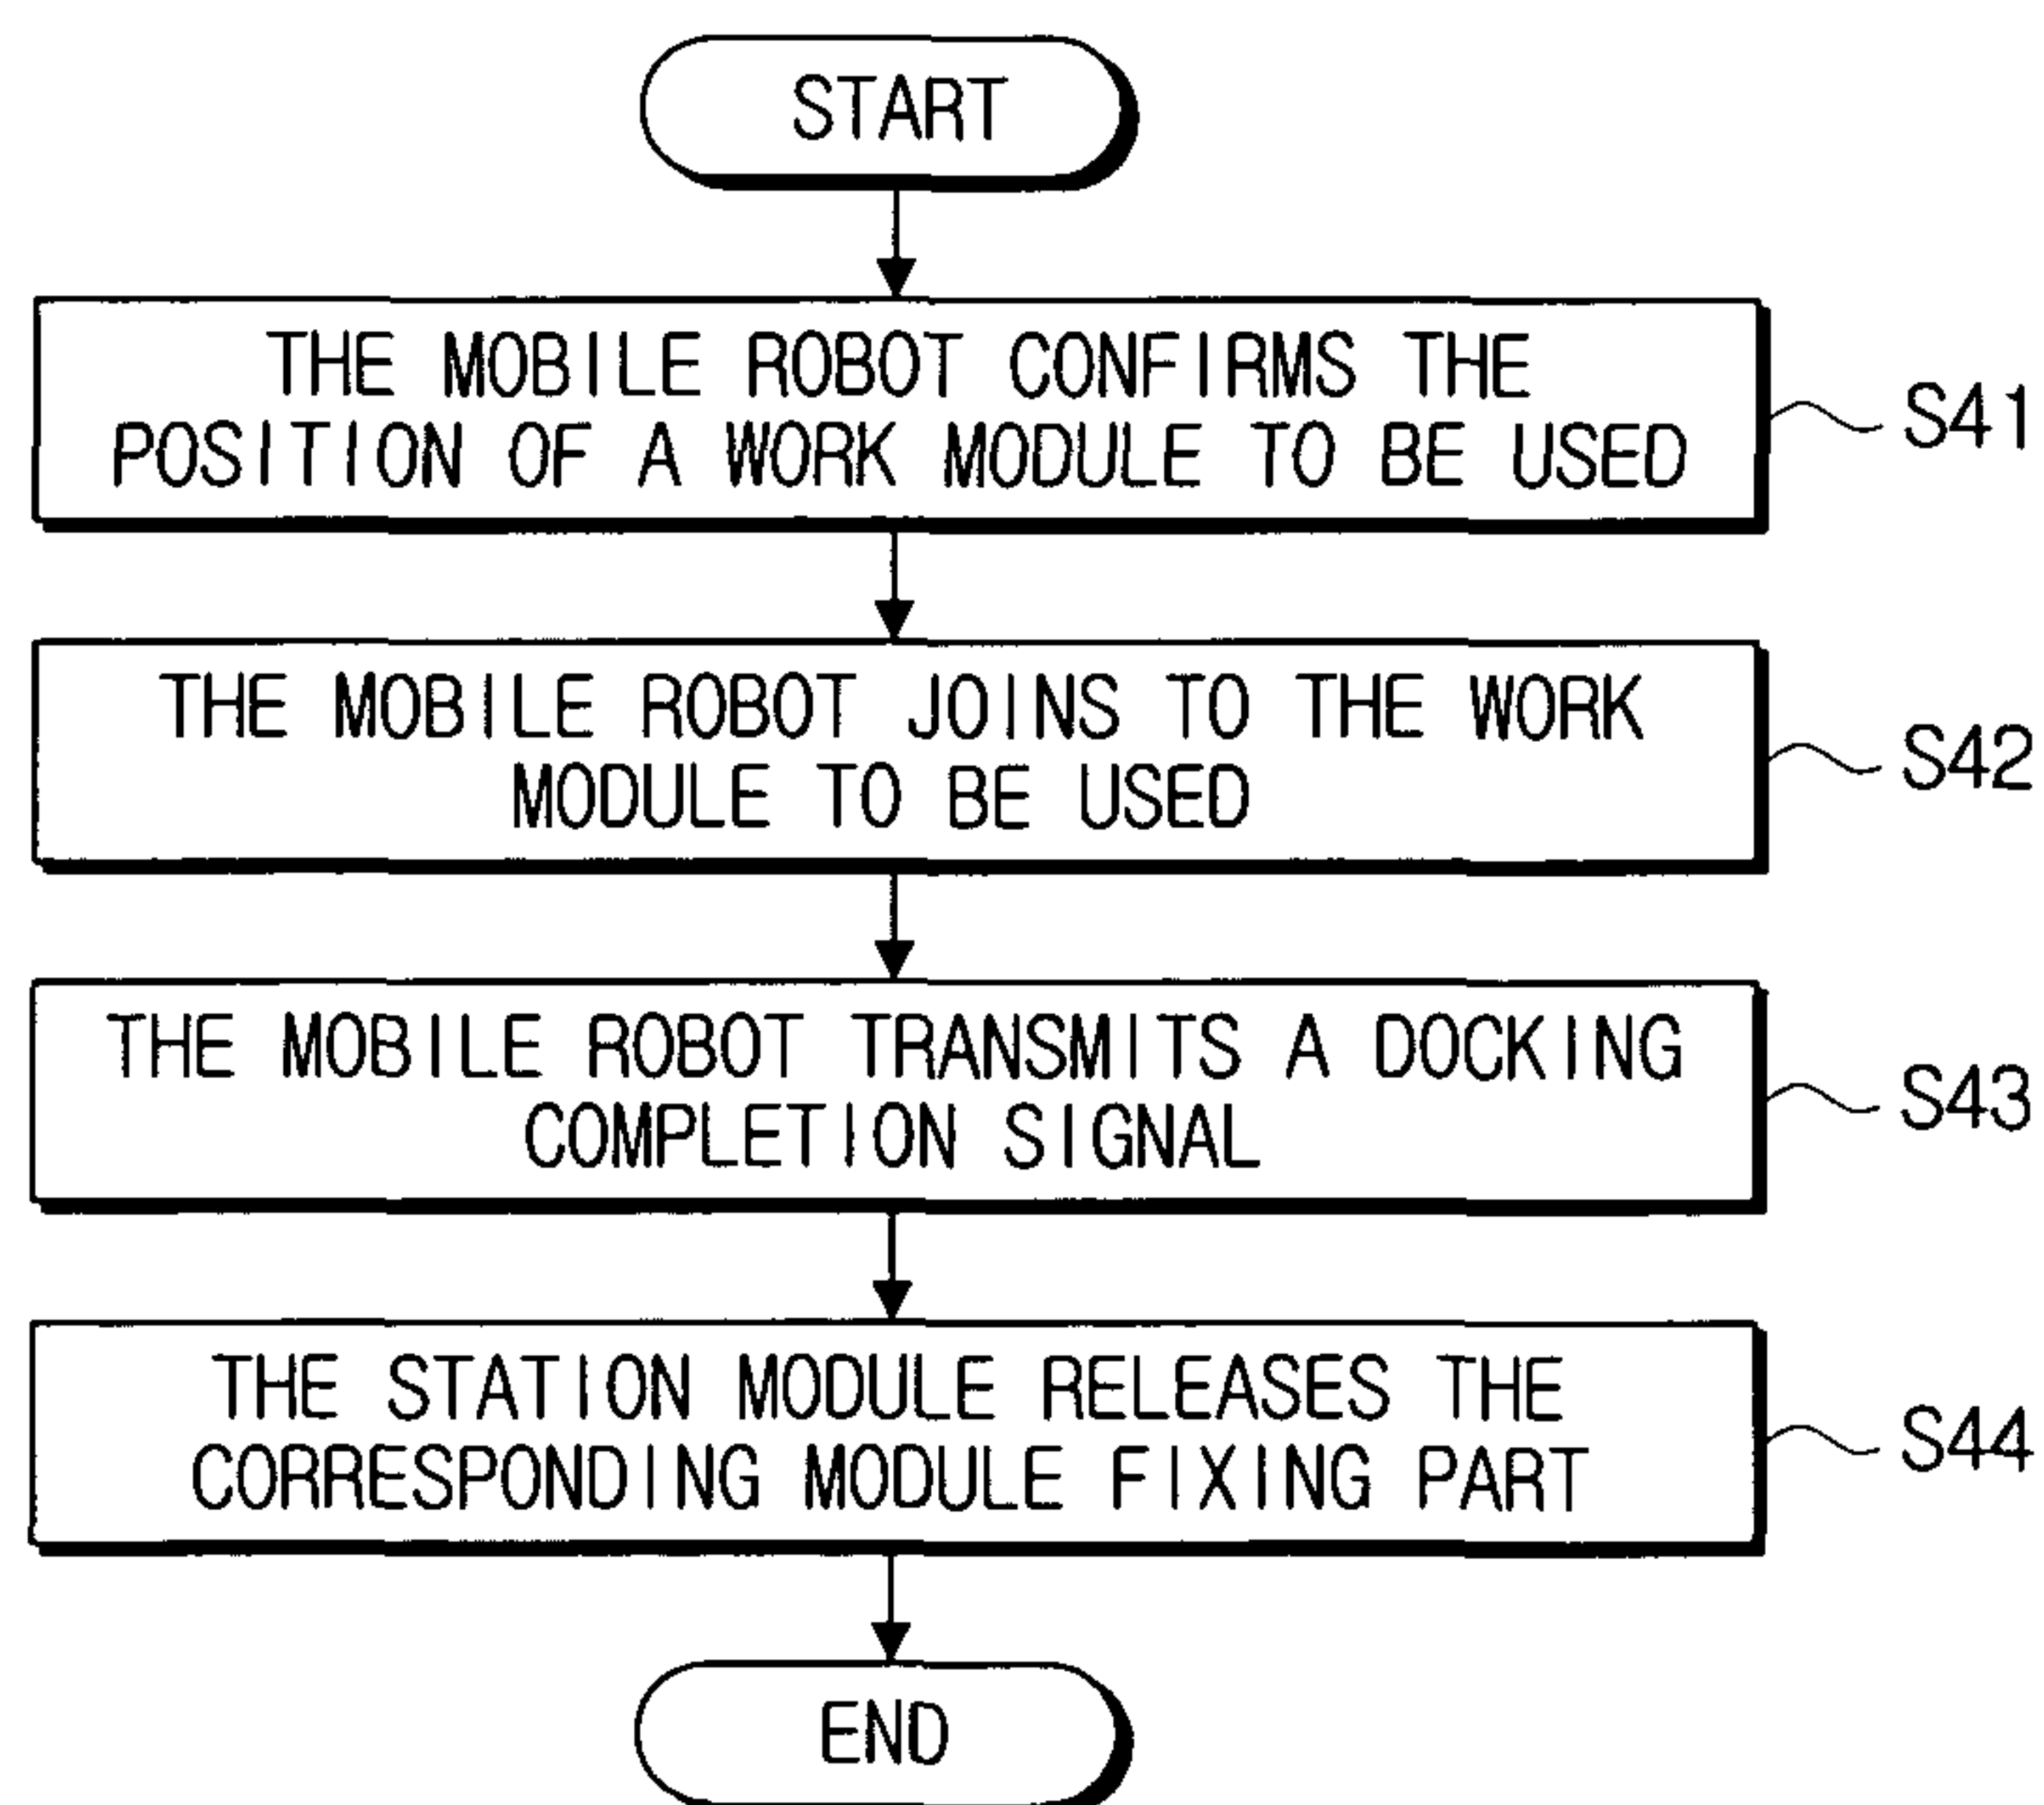 START
THE MOBILE ROBOT CONFIRMS THE
POSITION OF A WORK MODULE TO BE USED
S41
THE MOBILE ROBOT JOINS TO THE WORK
MODULE TO BE USED
S42
THE MOBILE ROBOT TRANSMITS A DOCKING
COMPLETION SIGNAL
S43
THE STATION MODULE RELEASES THE
CORRESPONDING MODULE FIXING PART
S44
END